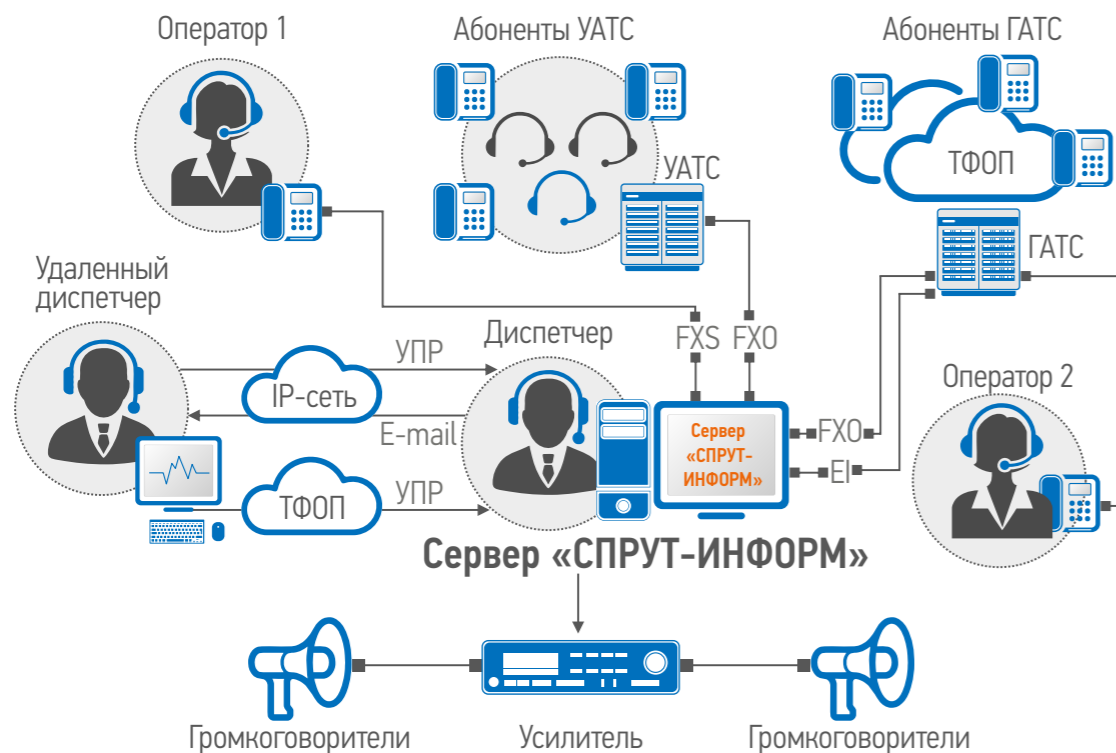 Оператор 1
Абоненты УАТС
Абоненты ГАТС
ТФОП
УАТС
ГАТС
Удаленный
диспетчер
УПР
Диспетчер
FXS
FXO
IP-сеть
E-mail
Оператор 2
Сервер
«СПРУТ-
ИНФОРМ»
FXO
EI
ТФОП
УПР
Сервер «СПРУТ-ИНФОРМ»
Громкоговорители
Усилитель
Громкоговорители